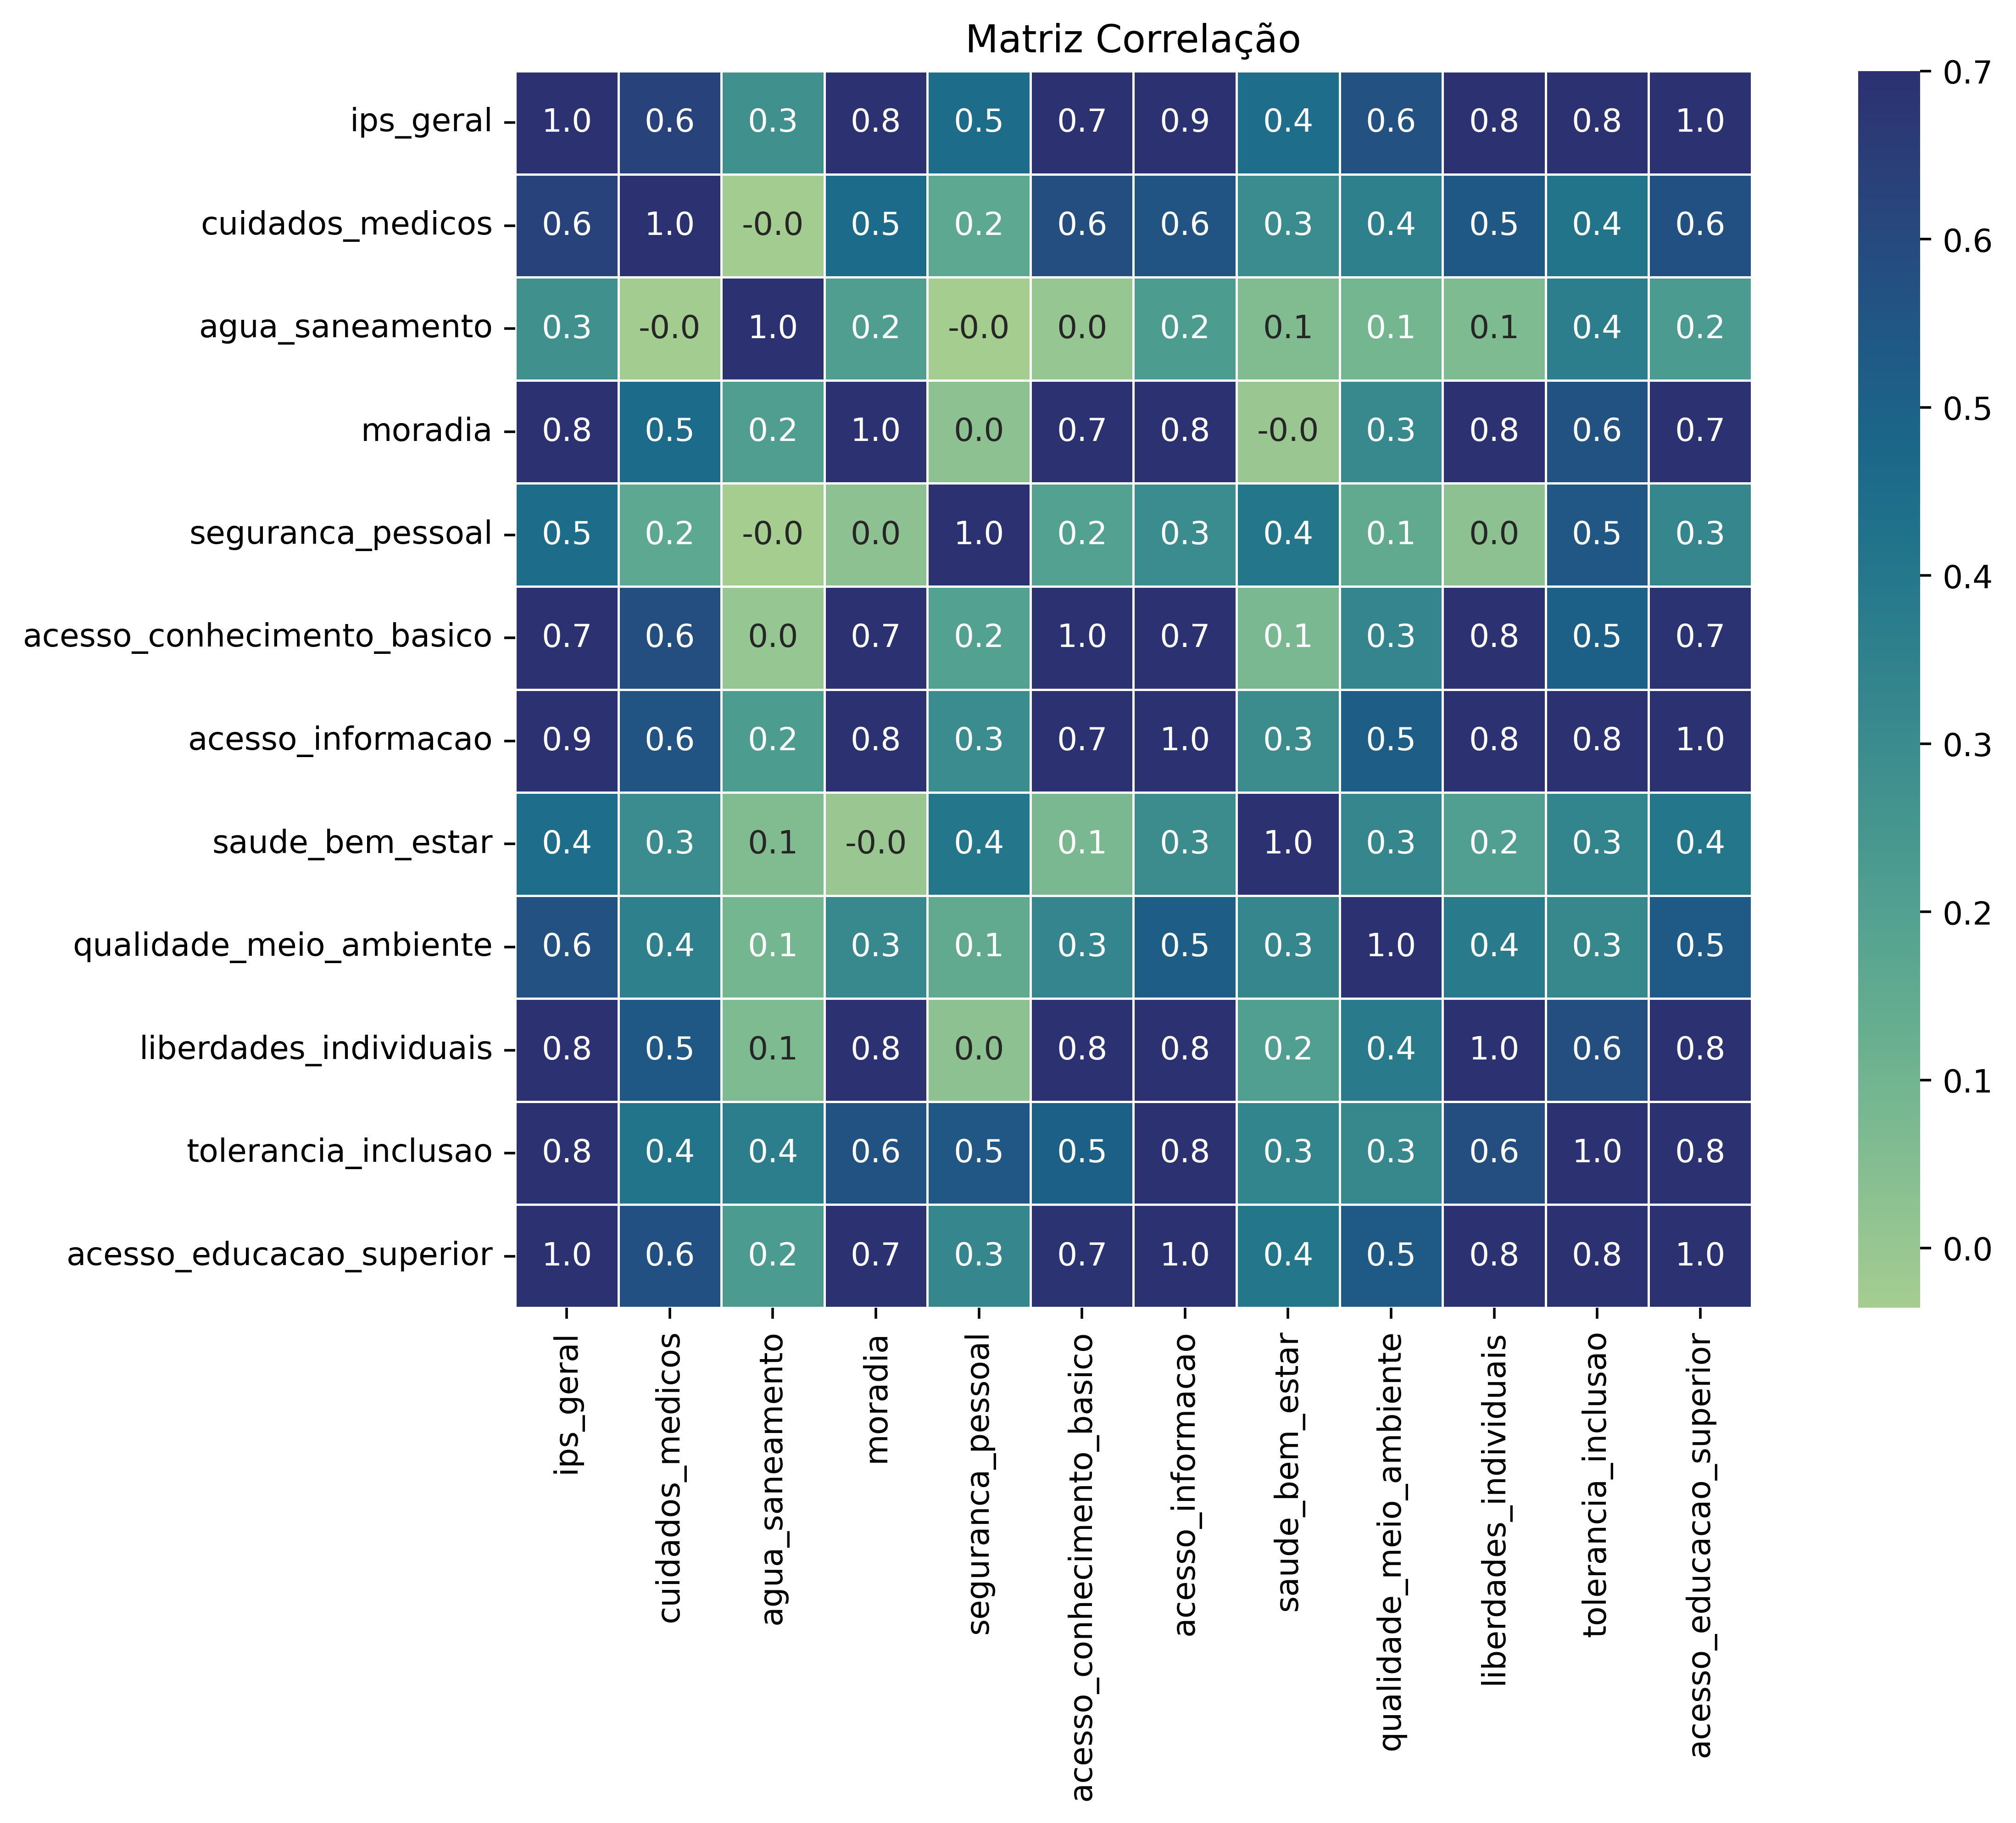 Matriz Correlação
ips_geral 1.0 0.6 0.3 0.8 0.5 0.7 0.9 0.4 0.6 0.8 0.8 1.0
cuidados_medicos 0.6 1.0 -0.0 0.5 0.2 0.6 0.6 0.3 0.4 0.5 0.4 0.6
agua_saneamento 0.3 -0.0 1.0 0.2 -0.0 0.0 0.2 0.1 0.1 0.1 0.4 0.2
moradia 0.8 0.5 0.2 1.0 0.0 0.7 0.8 -0.0 0.3 0.8 0.6 0.7
seguranca_pessoal 0.5 0.2 -0.0 0.0 1.0 0.2 0.3 0.4 0.1 0.0 0.5 0.3
acesso_conhecimento_basico 0.7 0.6 0.0 0.7 0.2 1.0 0.7 0.1 0.3 0.8 0.5 0.7
acesso_informacao 0.9 0.6 0.2 0.8 0.3 0.7 1.0 0.3 0.5 0.8 0.8 1.0
saude_bem_estar 0.4 0.3 0.1 -0.0 0.4 0.1 0.3 1.0 0.3 0.2 0.3 0.4
qualidade_meio_ambiente 0.6 0.4 0.1 0.3 0.1 0.3 0.5 0.3 1.0 0.4 0.3 0.5
liberdades_individuais 0.8 0.5 0.1 0.8 0.0 0.8 0.8 0.2 0.4 1.0 0.6 0.8
tolerancia_inclusao 0.8 0.4 0.4 0.6 0.5 0.5 0.8 0.3 0.3 0.6 1.0 0.8
acesso_educacao_superior 1.0 0.6 0.2 0.7 0.3 0.7 1.0 0.4 0.5 0.8 0.8 1.0
ips_geral
cuidados_medicos
agua_saneamento
moradia
seguranca_pessoal
acesso_conhecimento_basico
acesso_informacao
saude_bem_estar
qualidade_meio_ambiente
liberdades_individuais
tolerancia_inclusao
acesso_educacao_superior
0.7
0.6
0.5
0.4
0.3
0.2
0.1
0.0